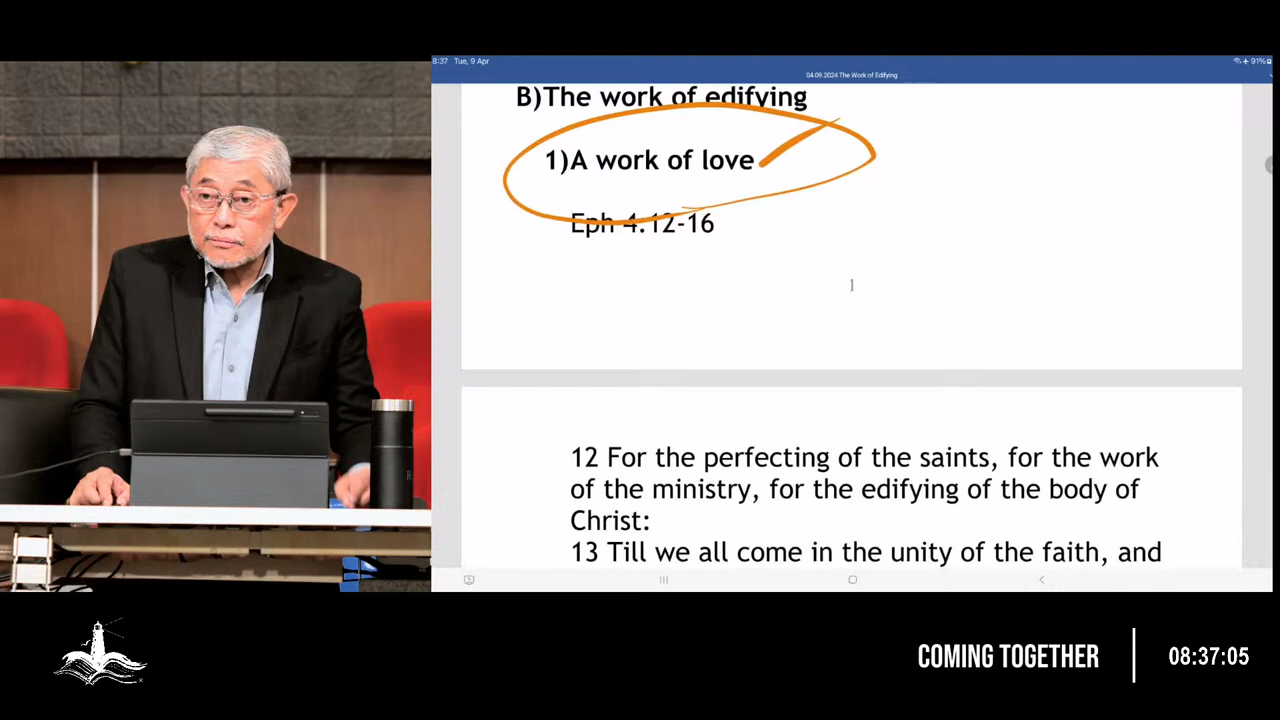 8:37 Tue, 9 Apr
91%
04.09.2024 The Work of Edifying
B)The work of edifying
1)A work of love
Eph 4.12-16
1
12 For the perfecting of the saints, for the work
of the ministry, for the edifying of the body of
Christ:
13 Till we all come in the unity of the faith, and
COMING TOGETHER
08:37:05